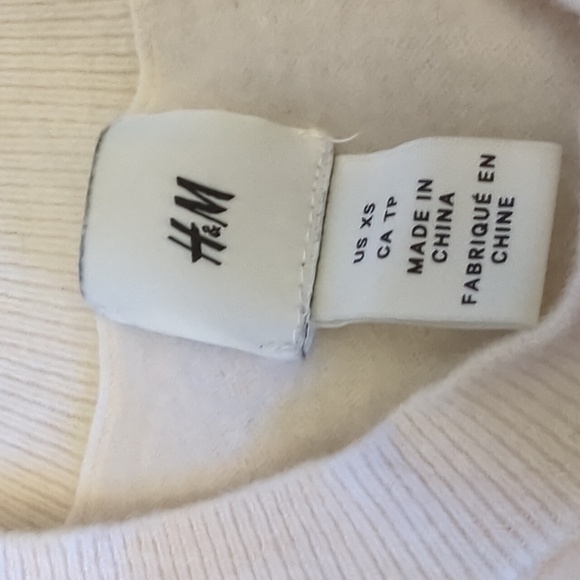 H&M
US XS
CA TP
MADE IN
CHINA
FABRIQUÉ EN
CHINE